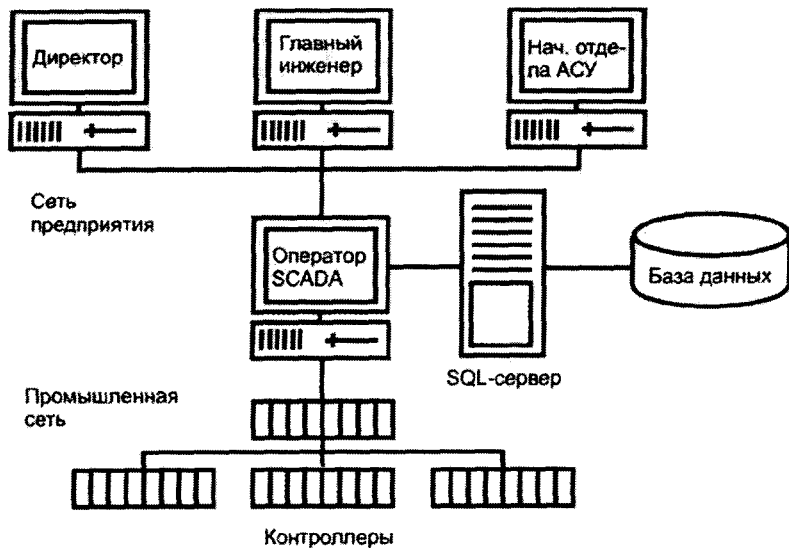 Директор
Главный
инженер
Нач. отде-
ла АСУ
Сеть
предприятия
Оператор
SCADA
База данных
SQL-сервер
Промышленная
сеть
Контроллеры